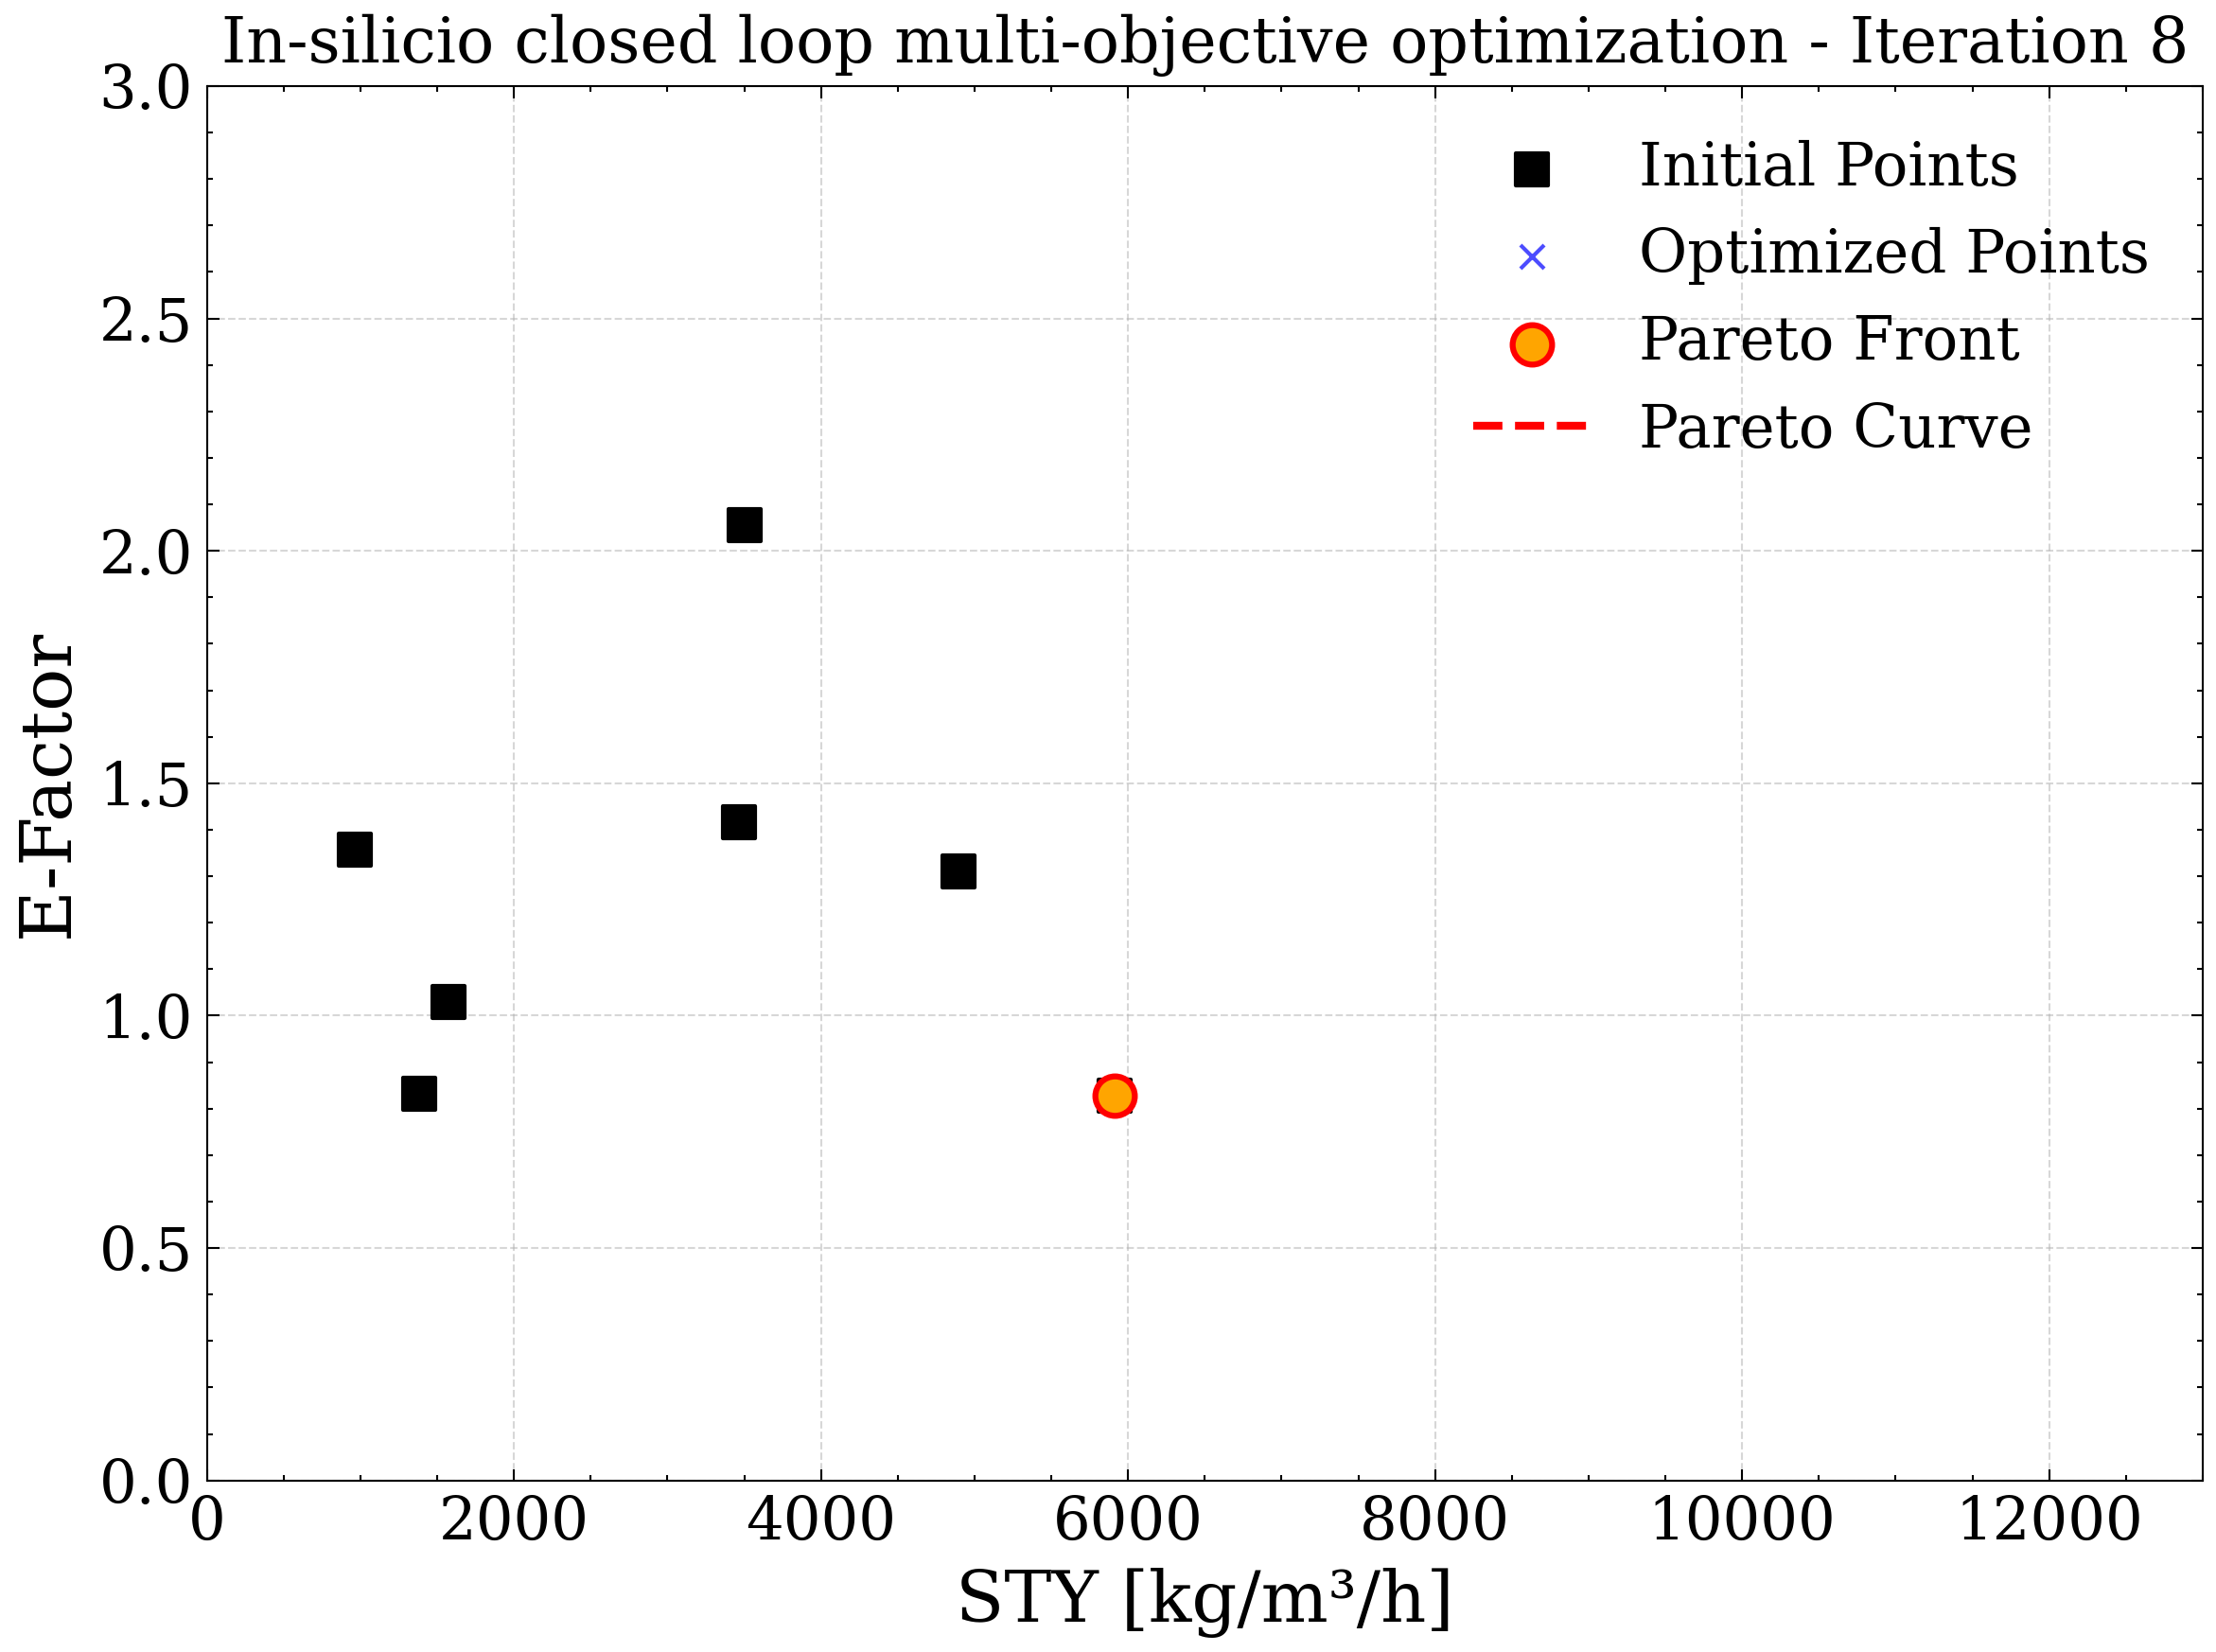 In-silicio closed loop multi-objective optimization - Iteration 8
3.0
2.5
2.0
1.5
1.0
0.5
0.0
E-Factor
Initial Points
Optimized Points
Pareto Front
Pareto Curve
0 2000 4000 6000 8000 10000 12000
STY [kg/m³/h]